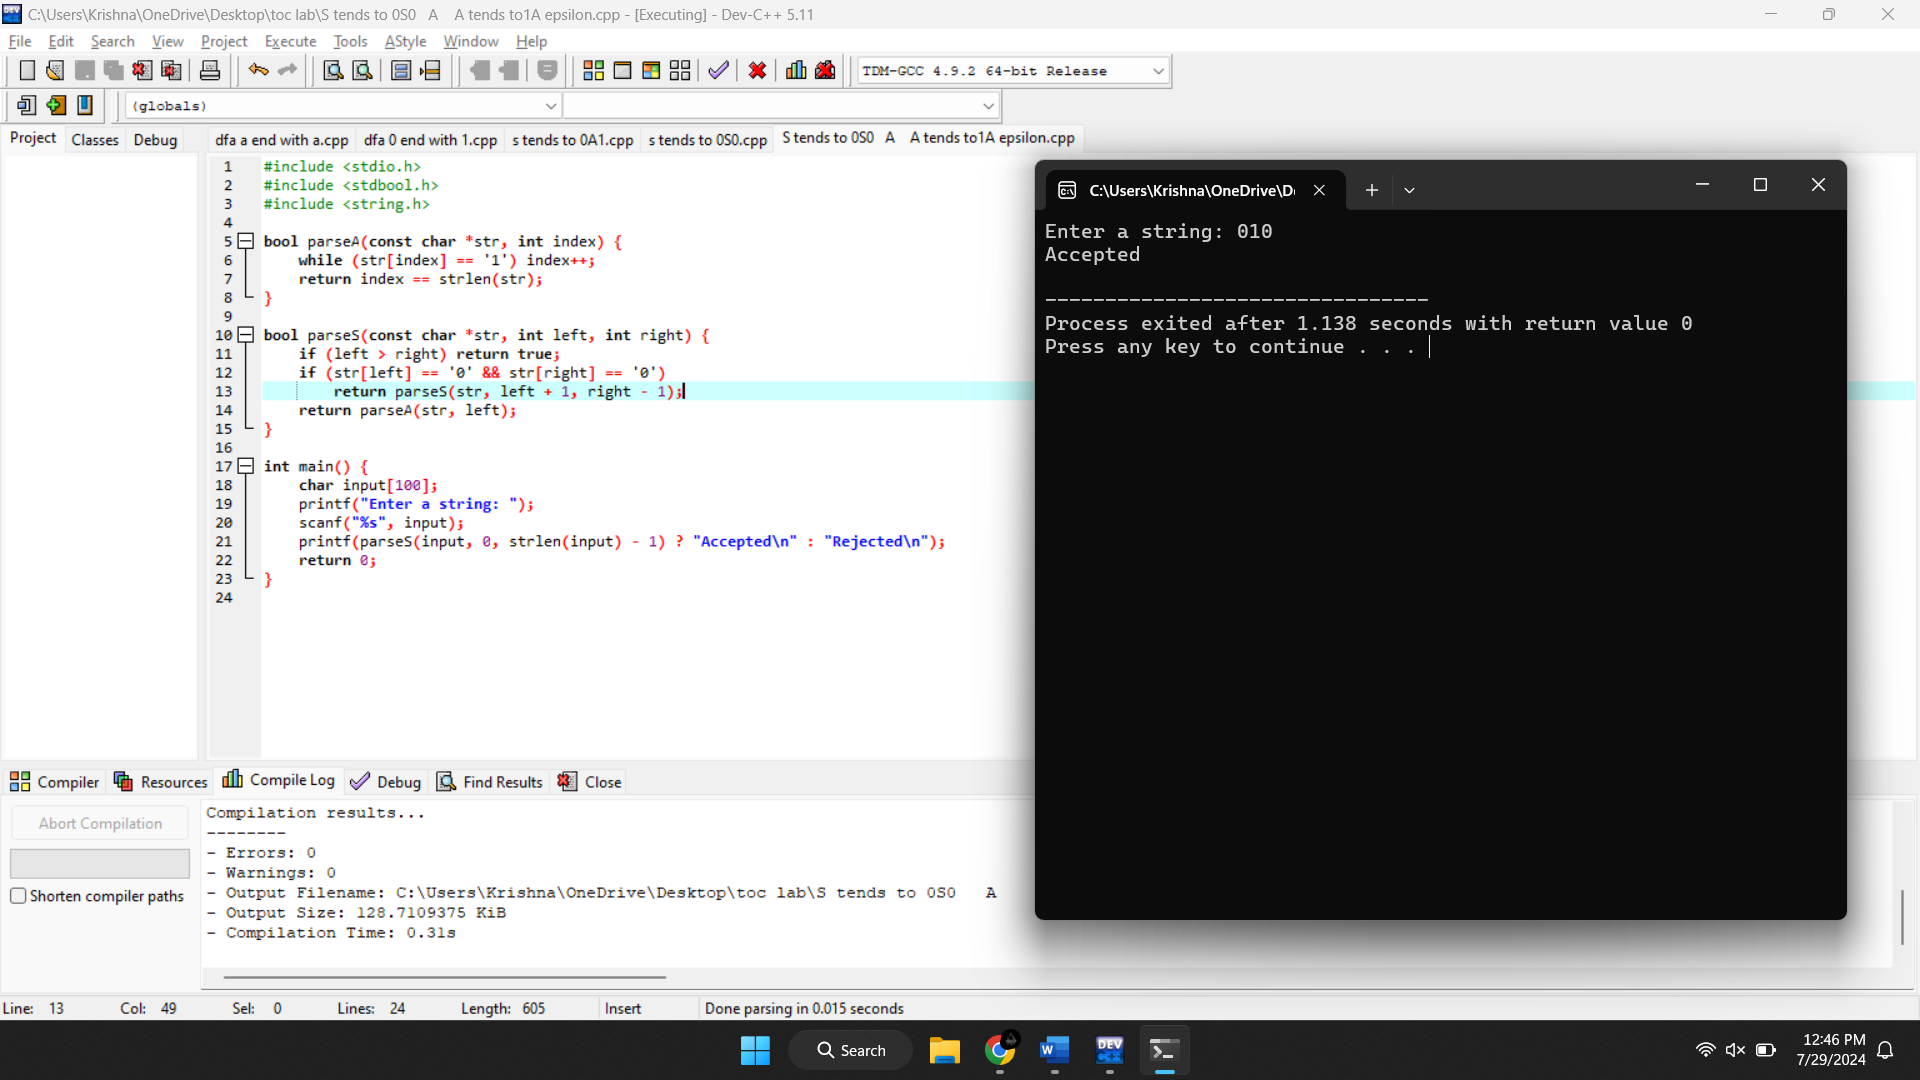 C:\Users\Krishna\OneDrive\Desktop\toc lab\S tends to 0S0   A    A tends to1A epsilon.cpp - [Executing] - Dev-C++ 5.11
File Edit Search View Project Execute Tools AStyle Window Help
TDM-GCC 4.9.2 64-bit Release
(globals)
Project Classes Debug
dfa a end with a.cpp dfa 0 end with 1.cpp s tends to 0A1.cpp s tends to 0S0.cpp S tends to 0S0   A    A tends to1A epsilon.cpp
1 #include <stdio.h>
2 #include <stdbool.h>
3 #include <string.h>
4
5 bool parseA(const char *str, int index) {
6     while (str[index] == '1') index++;
7     return index == strlen(str);
8 }
9
10 bool parseS(const char *str, int left, int right) {
11     if (left > right) return true;
12     if (str[left] == '0' && str[right] == '0')
13         return parseS(str, left + 1, right - 1);
14     return parseA(str, left);
15 }
16
17 int main() {
18     char input[100];
19     printf("Enter a string: ");
20     scanf("%s", input);
21     printf(parseS(input, 0, strlen(input) - 1) ? "Accepted\n" : "Rejected\n");
22     return 0;
23 }
24
C:\Users\Krishna\OneDrive\D
Enter a string: 010
Accepted
--------------------------------
Process exited after 1.138 seconds with return value 0
Press any key to continue . . .
Compiler Resources Compile Log Debug Find Results Close
Abort Compilation
Shorten compiler paths
Compilation results...
--------
- Errors: 0
- Warnings: 0
- Output Filename: C:\Users\Krishna\OneDrive\Desktop\toc lab\S tends to 0S0   A
- Output Size: 128.7109375 KiB
- Compilation Time: 0.31s
Line: 13 Col: 49 Sel: 0 Lines: 24 Length: 605 Insert Done parsing in 0.015 seconds
Search
DEV
12:46 PM
7/29/2024